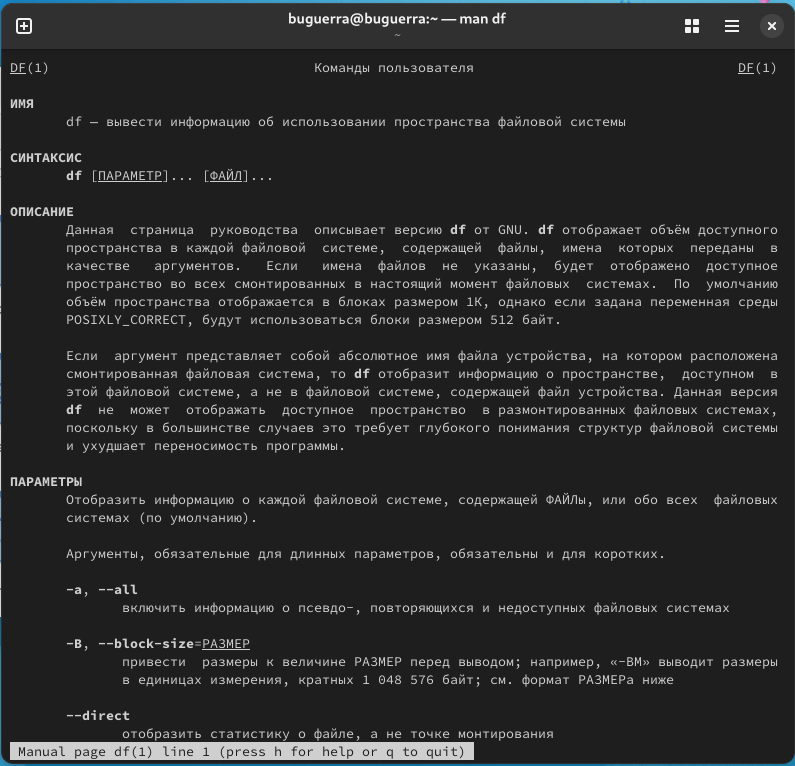 buguerra@buguerra:~ — man df
~
DF(1) Команды пользователя DF(1)
ИМЯ
df — вывести информацию об использовании пространства файловой системы
СИНТАКСИС
df [ПАРАМЕТР]... [ФАЙЛ]...
ОПИСАНИЕ
Данная страница руководства описывает версию df от GNU. df отображает объём доступного
пространства в каждой файловой системе, содержащей файлы, имена которых переданы в
качестве аргументов. Если имена файлов не указаны, будет отображено доступное
пространство во всех смонтированных в настоящий момент файловых системах. По умолчанию
объём пространства отображается в блоках размером 1K, однако если задана переменная среды
POSIXLY_CORRECT, будут использоваться блоки размером 512 байт.
Если аргумент представляет собой абсолютное имя файла устройства, на котором расположена
смонтированная файловая система, то df отобразит информацию о пространстве, доступном в
этой файловой системе, а не в файловой системе, содержащей файл устройства. Данная версия
df не может отображать доступное пространство в размонтированных файловых системах,
поскольку в большинстве случаев это требует глубокого понимания структур файловой системы
и ухудшает переносимость программы.
ПАРАМЕТРЫ
Отобразить информацию о каждой файловой системе, содержащей ФАЙЛы, или обо всех файловых
системах (по умолчанию).
Аргументы, обязательные для длинных параметров, обязательны и для коротких.
-a, --all
включить информацию о псевдо-, повторяющихся и недоступных файловых системах
-B, --block-size=РАЗМЕР
привести размеры к величине РАЗМЕР перед выводом; например, «-BM» выводит размеры
в единицах измерения, кратных 1 048 576 байт; см. формат РАЗМЕРа ниже
--direct
отобразить статистику о файле, а не точке монтирования
Manual page df(1) line 1 (press h for help or q to quit)